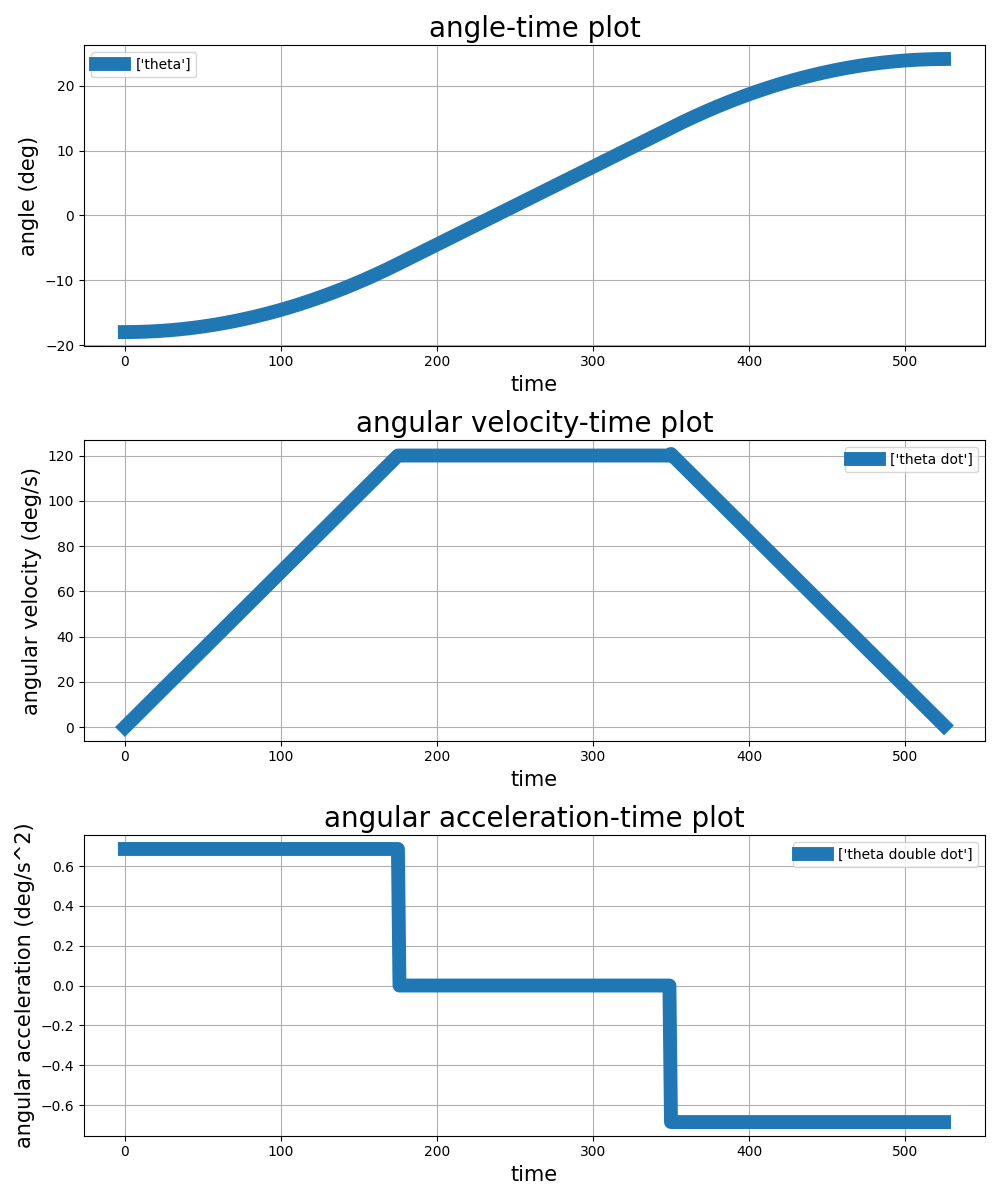 angle-time plot
['theta']
angle (deg)
20
10
0
−10
−20
0 100 200 300 400 500
time
angular velocity-time plot
['theta dot']
angular velocity (deg/s)
120
100
80
60
40
20
0
0 100 200 300 400 500
time
angular acceleration-time plot
['theta double dot']
angular acceleration (deg/s^2)
0.6
0.4
0.2
0.0
−0.2
−0.4
−0.6
0 100 200 300 400 500
time